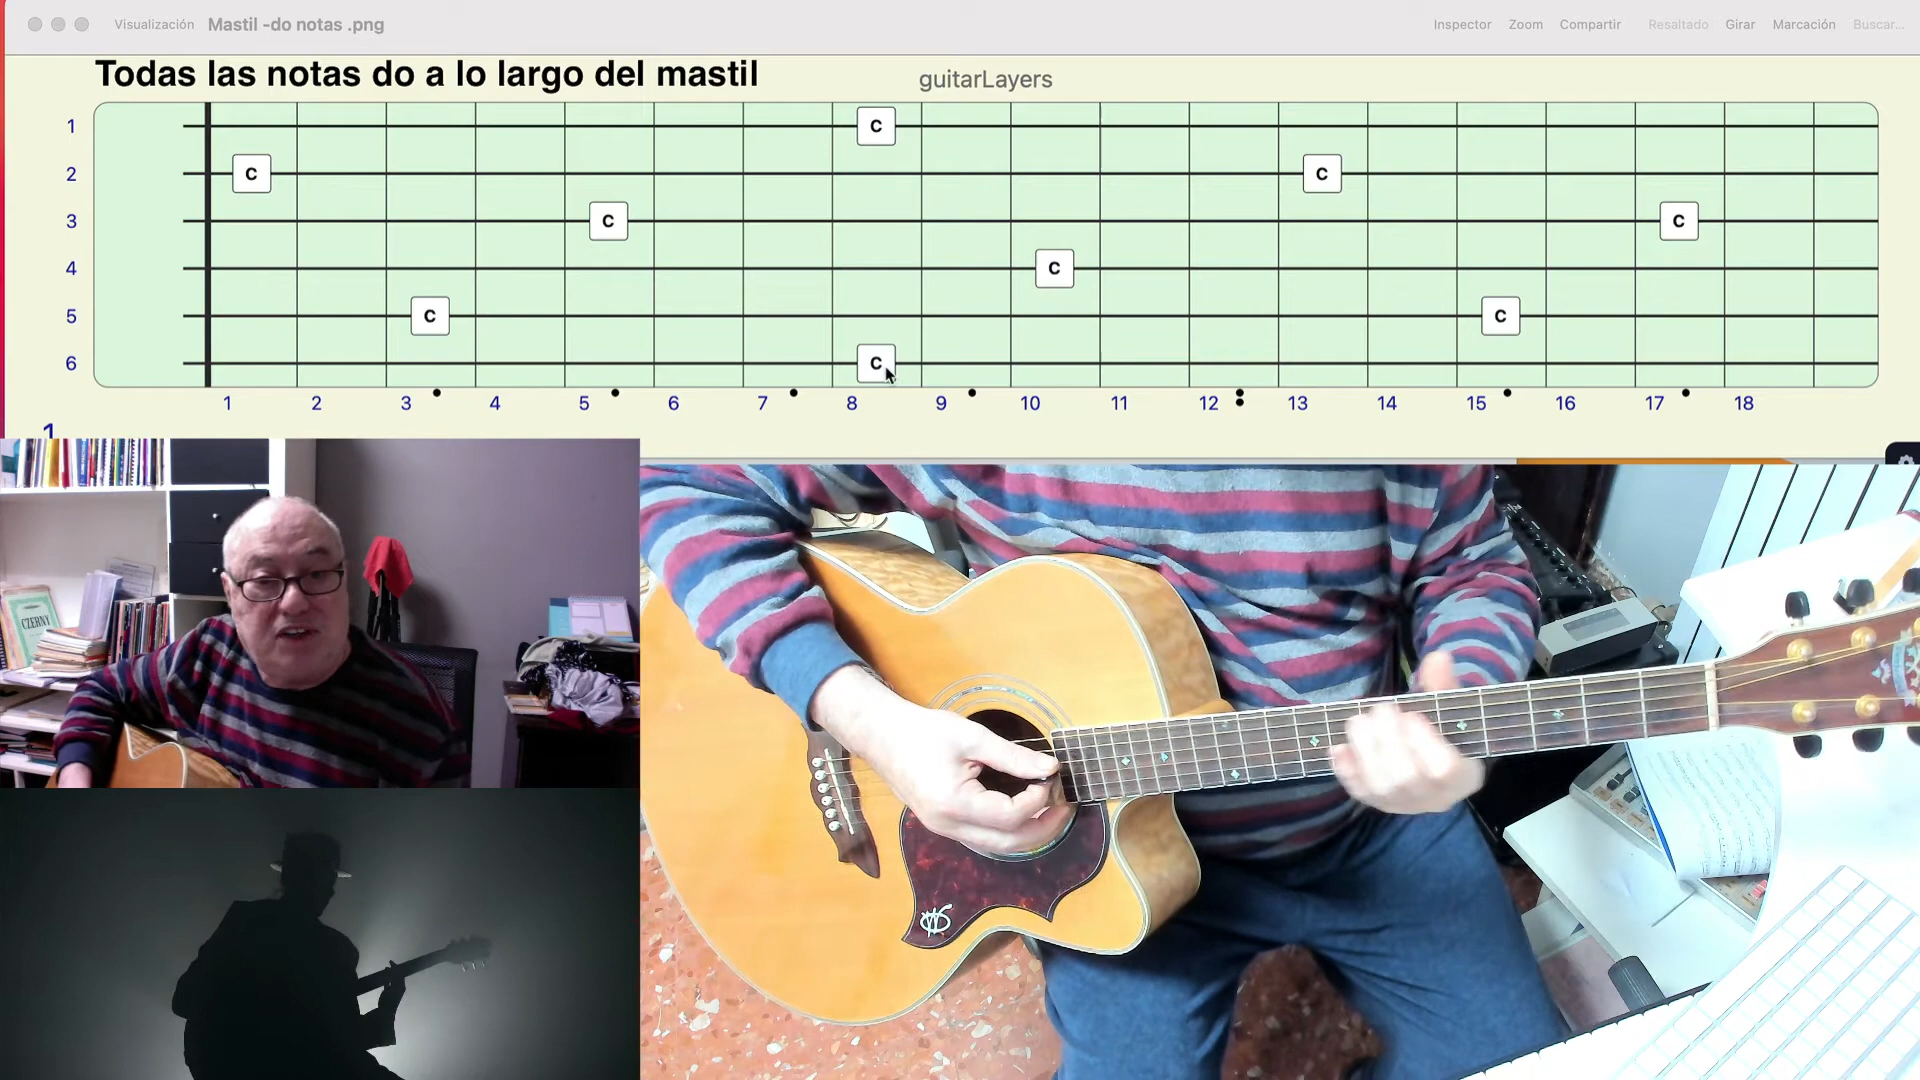 Visualización Mastil -do notas .png Inspector Zoom Compartir Resaltado Girar Marcación Buscar...
Todas las notas do a lo largo del mastil guitarLayers
1 C
2 C C
3 C C
4 C
5 C C
6 C
1 2 3 4 5 6 7 8 9 10 11 12 13 14 15 16 17 18
1
CZERNY